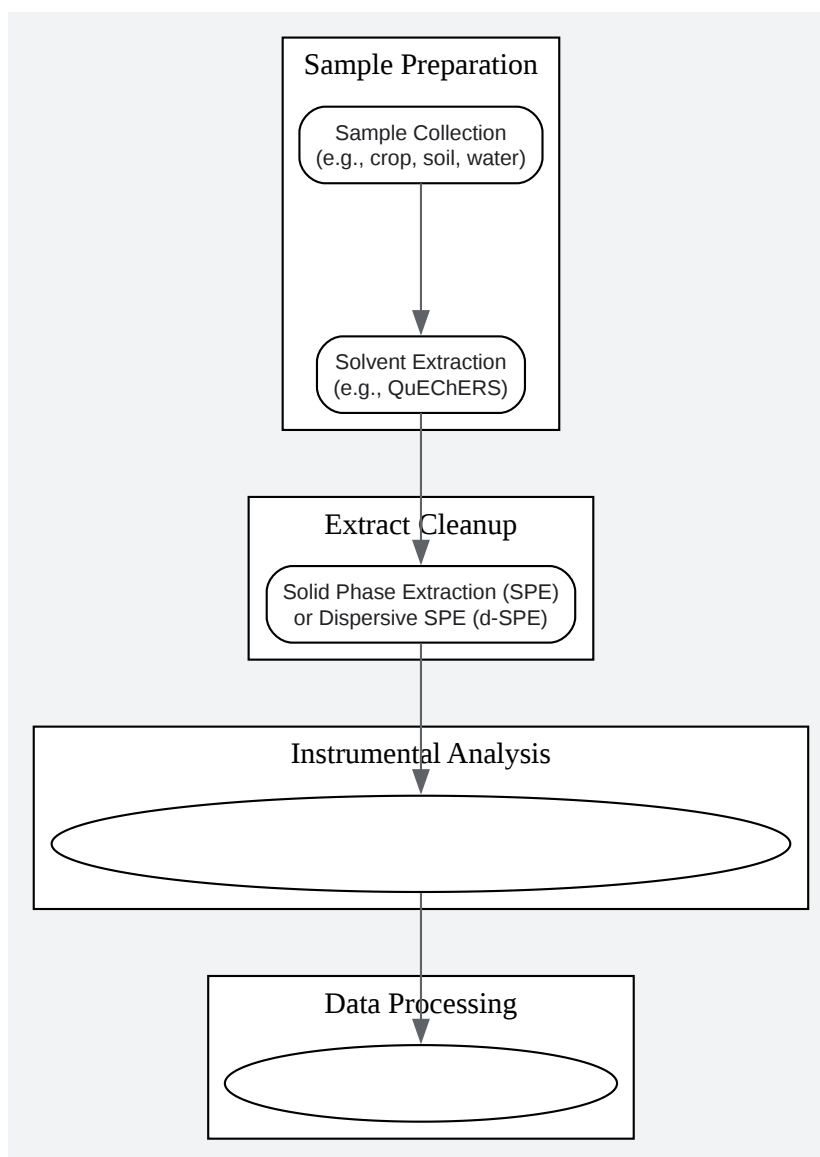 Sample Preparation
Sample Collection
(e.g., crop, soil, water)
Solvent Extraction
(e.g., QuEChERS)
Extract Cleanup
Solid Phase Extraction (SPE)
or Dispersive SPE (d-SPE)
Instrumental Analysis
Data Processing